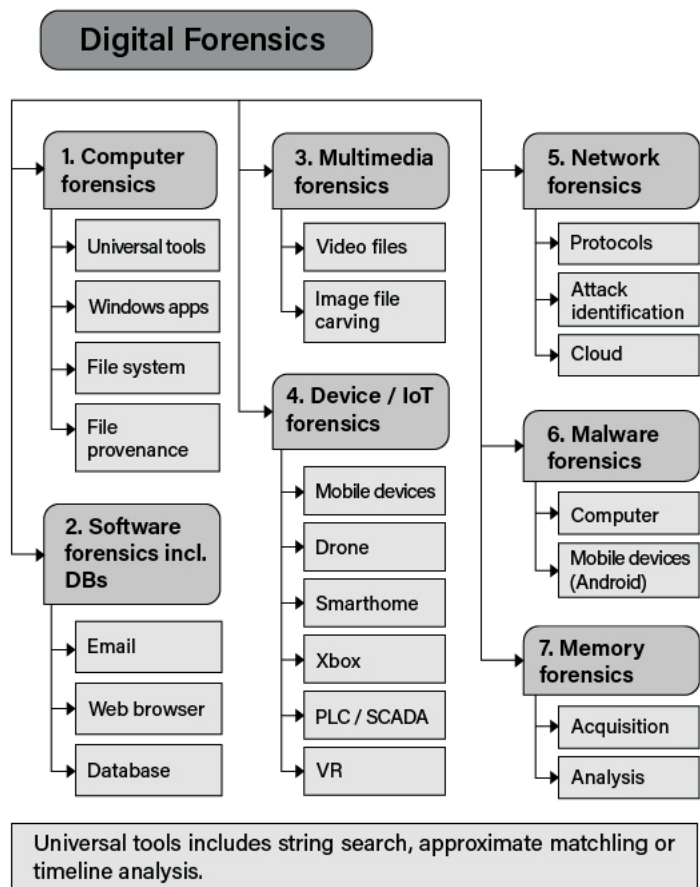 Digital Forensics
1. Computer
forensics
Universal tools
Windows apps
File system
File
provenance
2. Software
forensics incl.
DBs
Email
Web browser
Database
3. Multimedia
forensics
Video files
Image file
carving
4. Device / IoT
forensics
Mobile devices
Drone
Smarthome
Xbox
PLC / SCADA
VR
5. Network
forensics
Protocols
Attack
identification
Cloud
6. Malware
forensics
Computer
Mobile devices
(Android)
7. Memory
forensics
Acquisition
Analysis
Universal tools includes string search, approximate matchling or
timeline analysis.